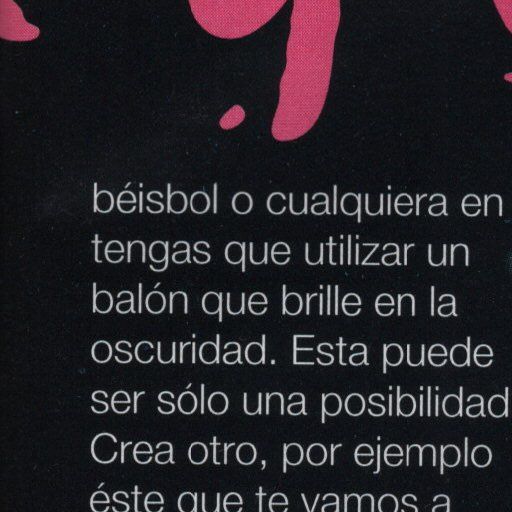 béisbol o cualquiera en
tengas que utilizar un
balón que brille en la
oscuridad. Esta puede
ser sólo una posibilidad
Crea otro, por ejemplo
éste que te vamos a